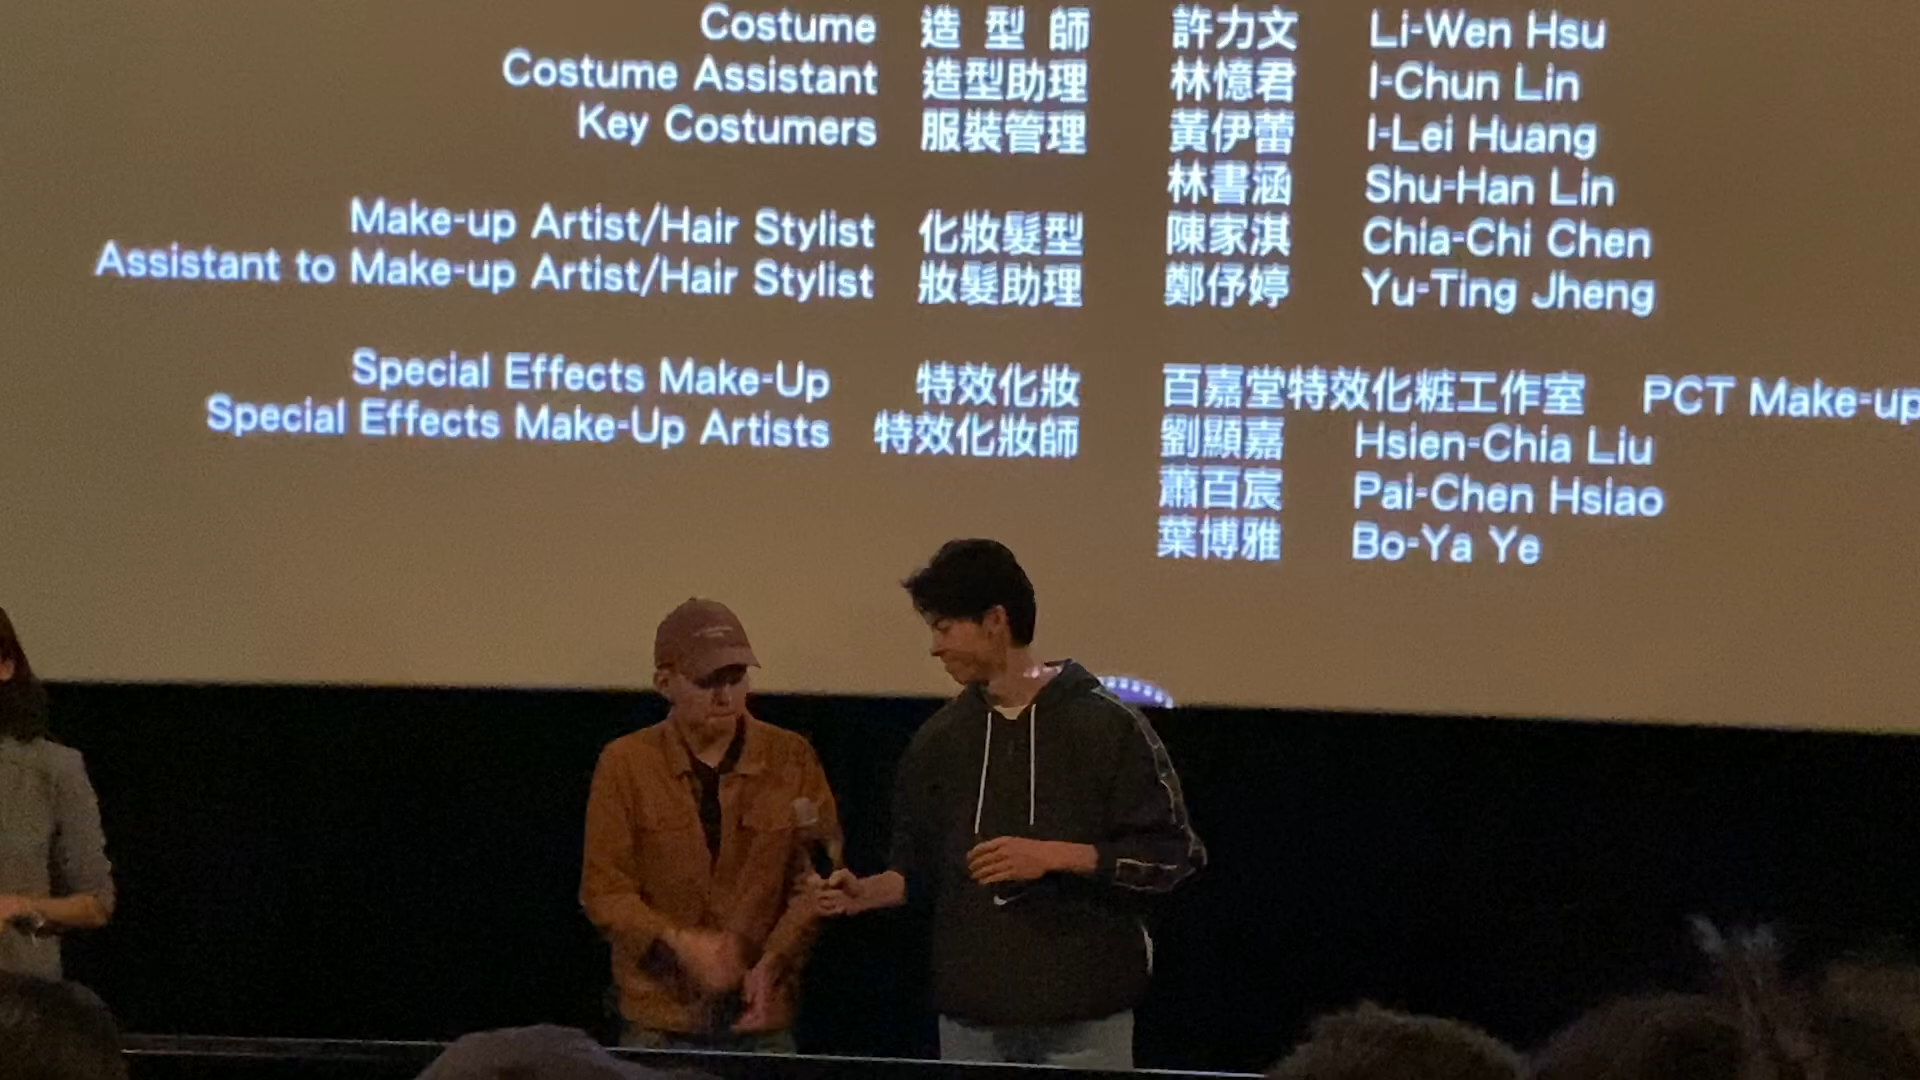 Costume 造型師 許力文 Li-Wen Hsu
Costume Assistant 造型助理 林憶君 I-Chun Lin
Key Costumers 服裝管理 黃伊蕾 I-Lei Huang
林書涵 Shu-Han Lin
Make-up Artist/Hair Stylist 化妝髮型 陳家淇 Chia-Chi Chen
Assistant to Make-up Artist/Hair Stylist 妝髮助理 鄭伃婷 Yu-Ting Jheng
Special Effects Make-Up 特效化妝 百嘉堂特效化粧工作室 PCT Make-up
Special Effects Make-Up Artists 特效化妝師 劉顯嘉 Hsien-Chia Liu
蕭百宸 Pai-Chen Hsiao
葉博雅 Bo-Ya Ye